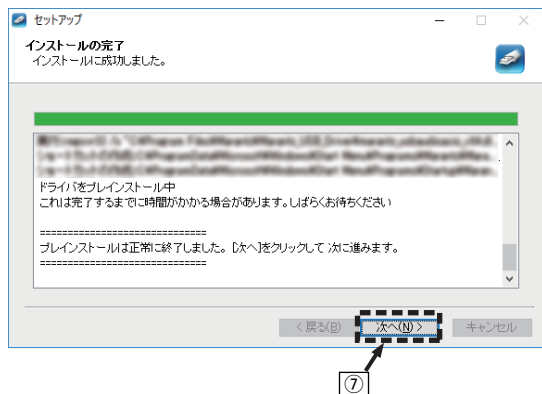 セットアップ
インストールの完了
インストールに成功しました。
ドライバをプレインストール中
これは完了するまでに時間がかかる場合があります。しばらくお待ちください
==============================
プレインストールは正常に終了しました。[次へ]をクリックして次に進みます。
==============================
< 戻る(B) 次へ(N) > キャンセル
⑦